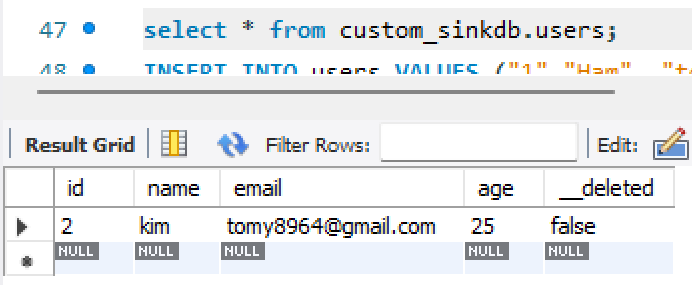 47 select * from custom_sinkdb.users;
48 INSERT INTO users VALUES ("1" "Ham"
Result Grid Filter Rows: Edit:
id name email age __deleted
2 kim tomy8964@gmail.com 25 false
NULL NULL NULL NULL NULL